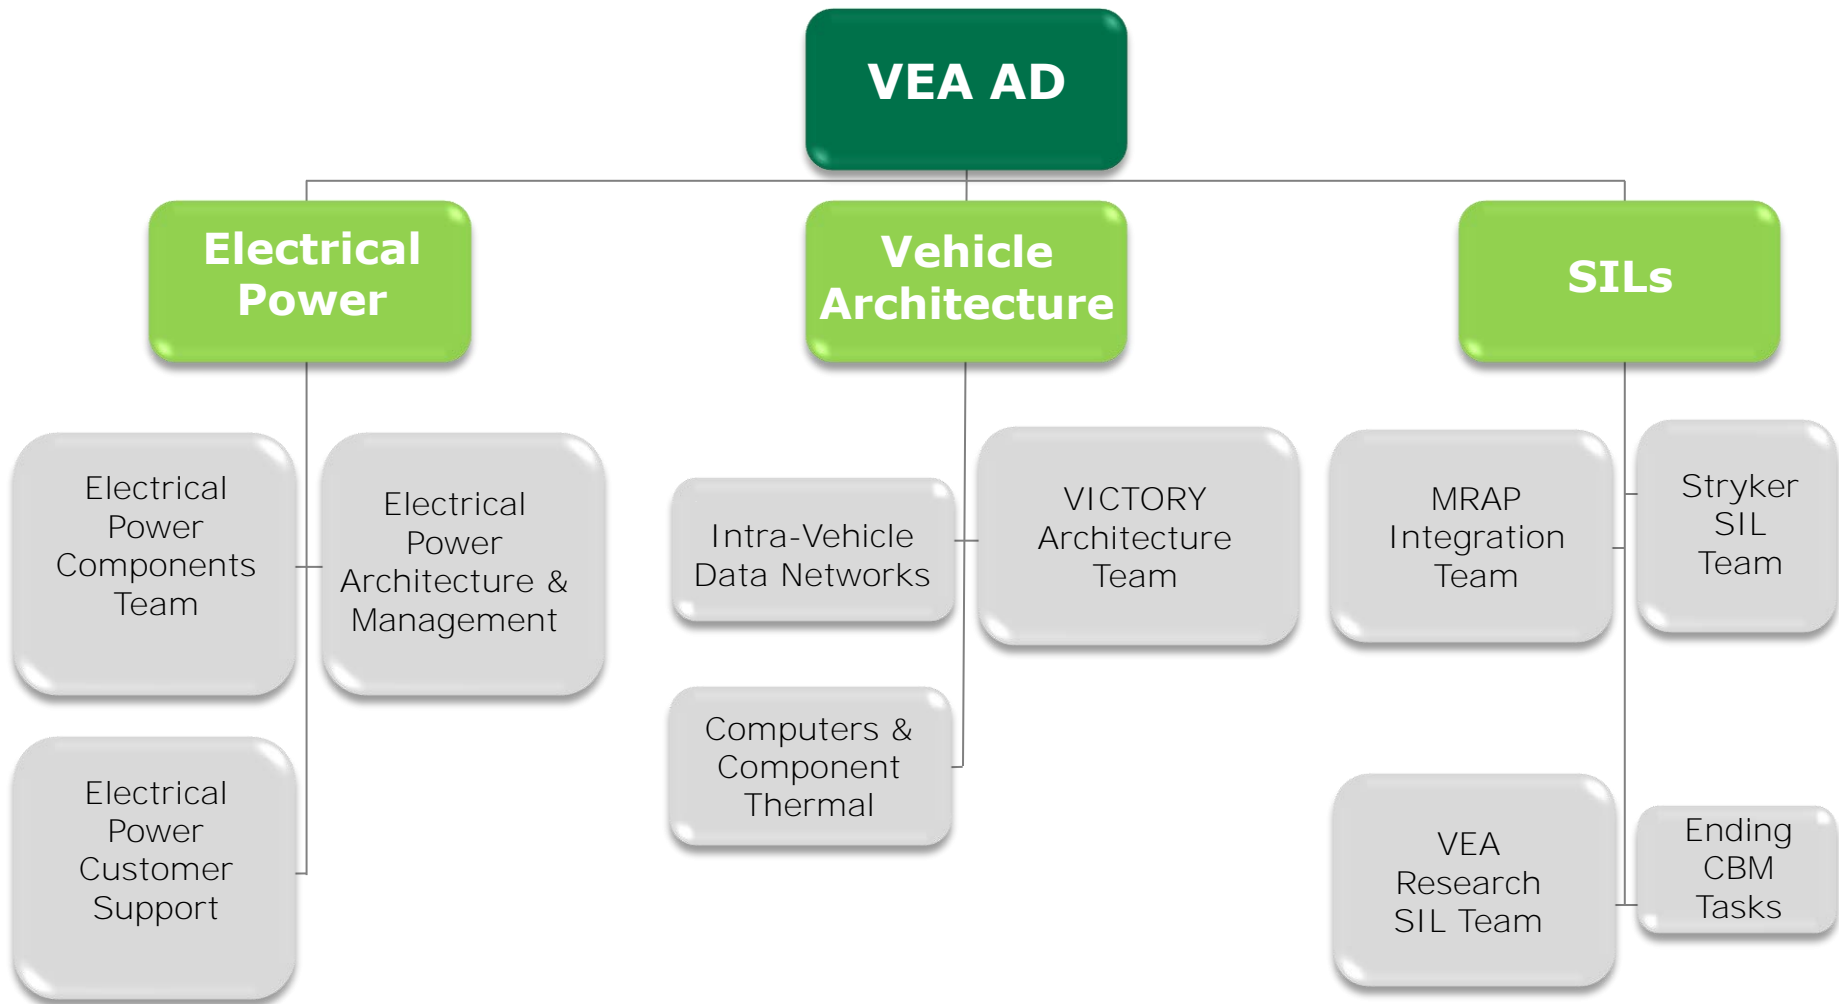 VEA AD
Electrical
Power
Vehicle
Architecture
SILs
Electrical
Power
Components
Team
Electrical
Power
Architecture &
Management
Electrical
Power
Customer
Support
Intra-Vehicle
Data Networks
VICTORY
Architecture
Team
Computers &
Component
Thermal
MRAP
Integration
Team
Stryker
SIL
Team
VEA
Research
SIL Team
Ending
CBM
Tasks